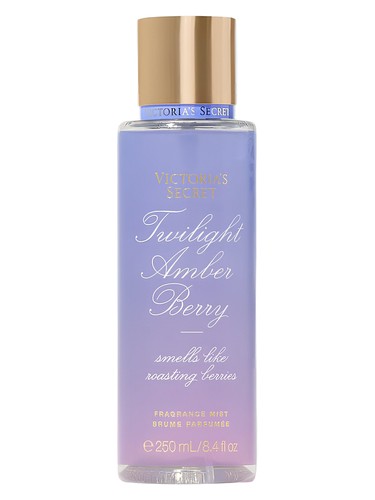 VICTORIA'S SECRET
VICTORIA'S
SECRET
Twilight
Amber
Berry
smells like
roasting berries
FRAGRANCE MIST
BRUME PARFUMÉE
℮ 250 mL/8.4 fl oz